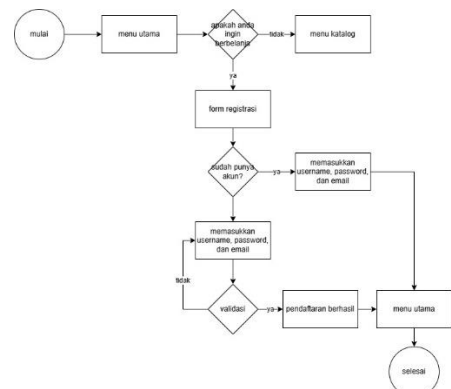 apakah anda
ingin
berbelanja
mulai
menu utama
tidak
menu katalog
ya
form registrasi
sudah punya
akun?
ya
memasukkan
username, password,
dan email
memasukkan
username, password,
dan email
tidak
validasi
ya
pendaftaran berhasil
menu utama
selesai